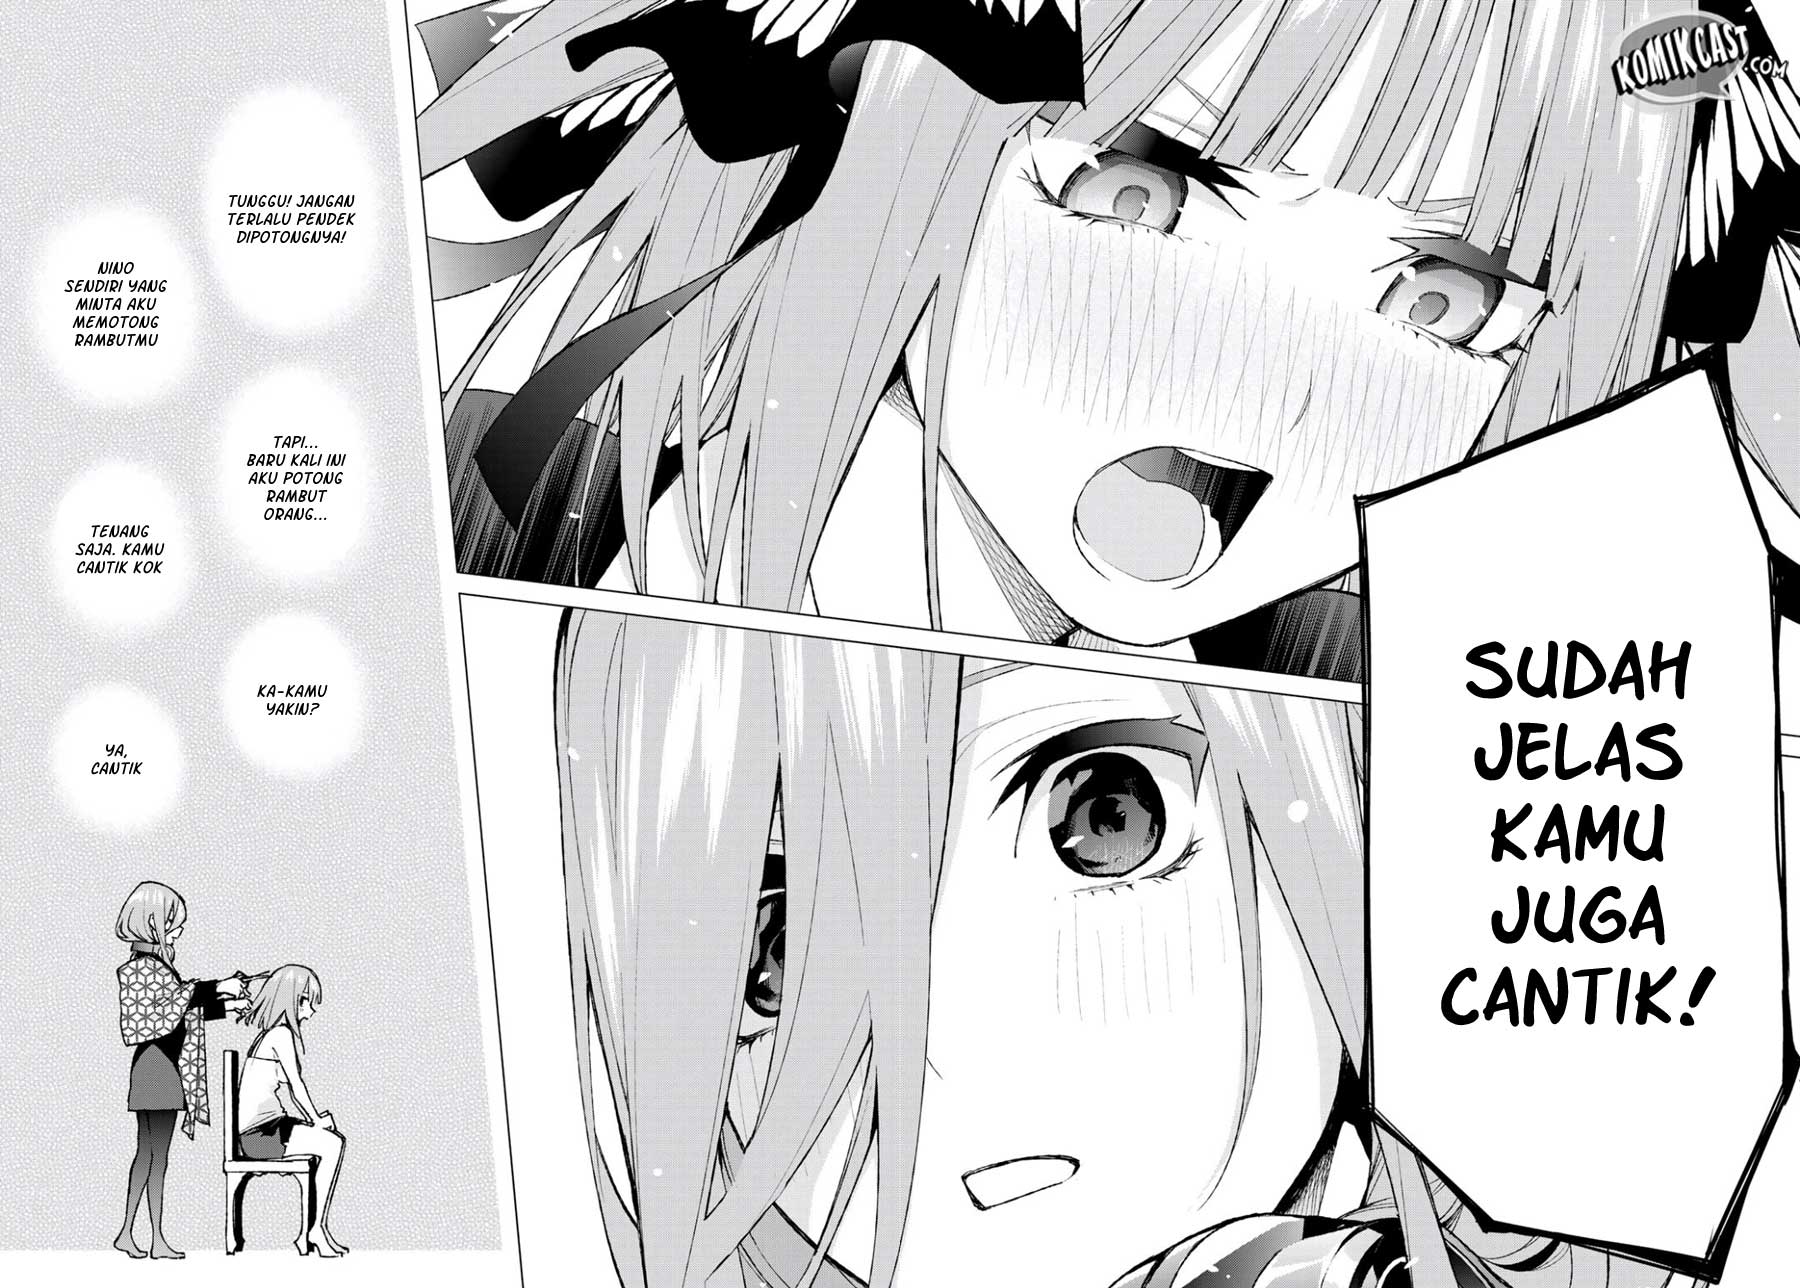 KOMIKCAST
.COM
SUDAH
JELAS
KAMU
JUGA
CANTIK!
TUNGGU! JANGAN
TERLALU PENDEK
DIPOTONGNYA!
NINO
SENDIRI YANG
MINTA AKU
MEMOTONG
RAMBUTMU
TAPI...
BARU KALI INI
AKU POTONG
RAMBUT
ORANG...
TENANG
SAJA. KAMU
CANTIK KOK
KA-KAMU
YAKIN?
YA,
CANTIK